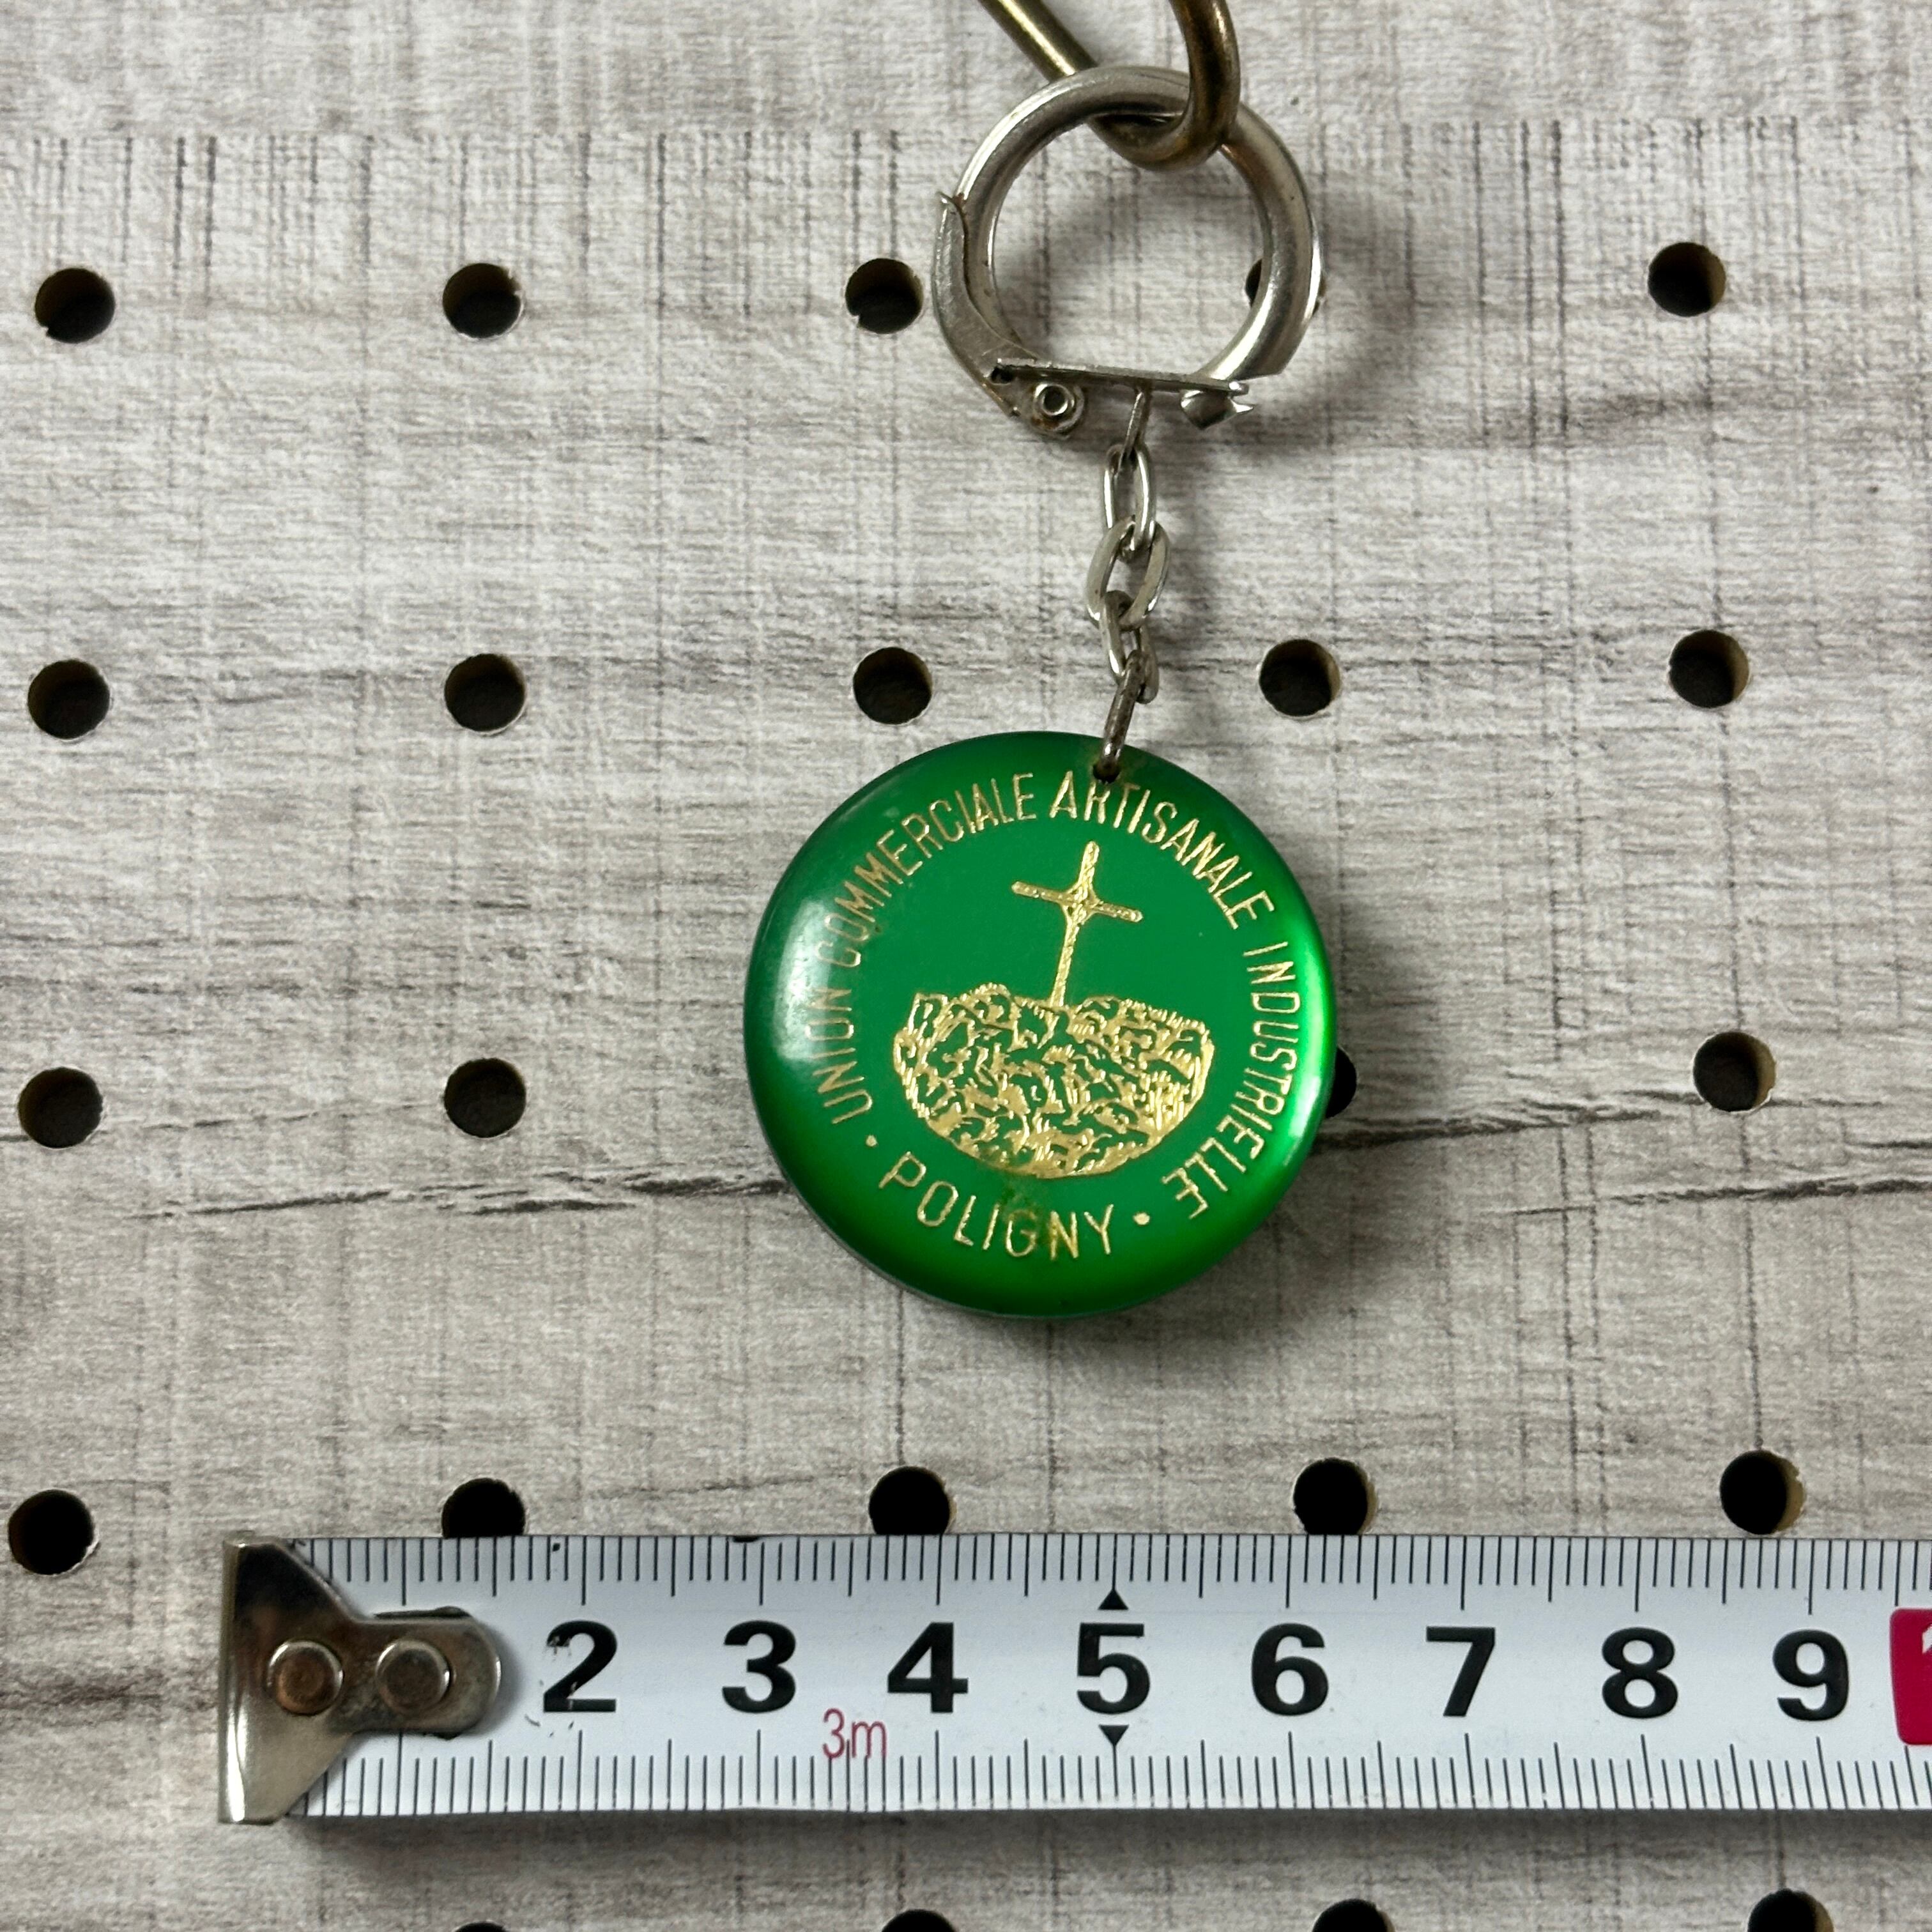 UNION COMMERCIALE ARTISANALE INDUSTRIELLE
• POLIGNY •
2 3 4 5 6 7 8 9
3m